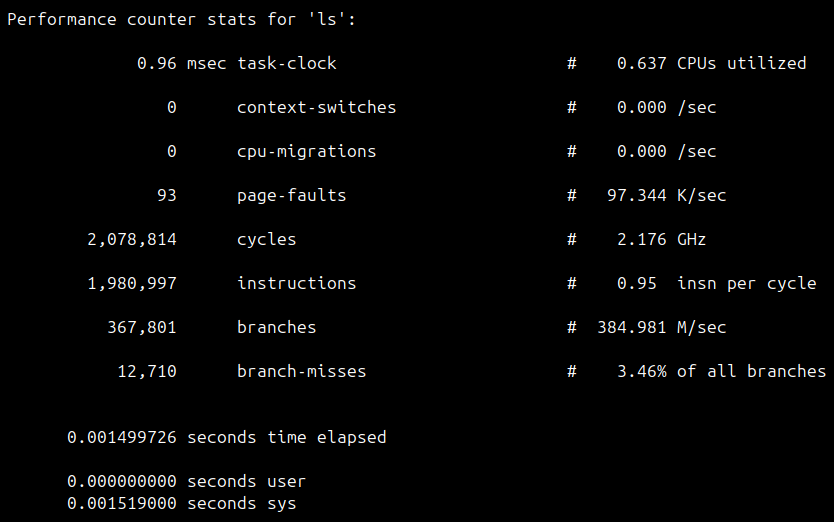 Performance counter stats for 'ls':
0.96 msec task-clock # 0.637 CPUs utilized
0 context-switches # 0.000 /sec
0 cpu-migrations # 0.000 /sec
93 page-faults # 97.344 K/sec
2,078,814 cycles # 2.176 GHz
1,980,997 instructions # 0.95 insn per cycle
367,801 branches # 384.981 M/sec
12,710 branch-misses # 3.46% of all branches
0.001499726 seconds time elapsed
0.000000000 seconds user
0.001519000 seconds sys